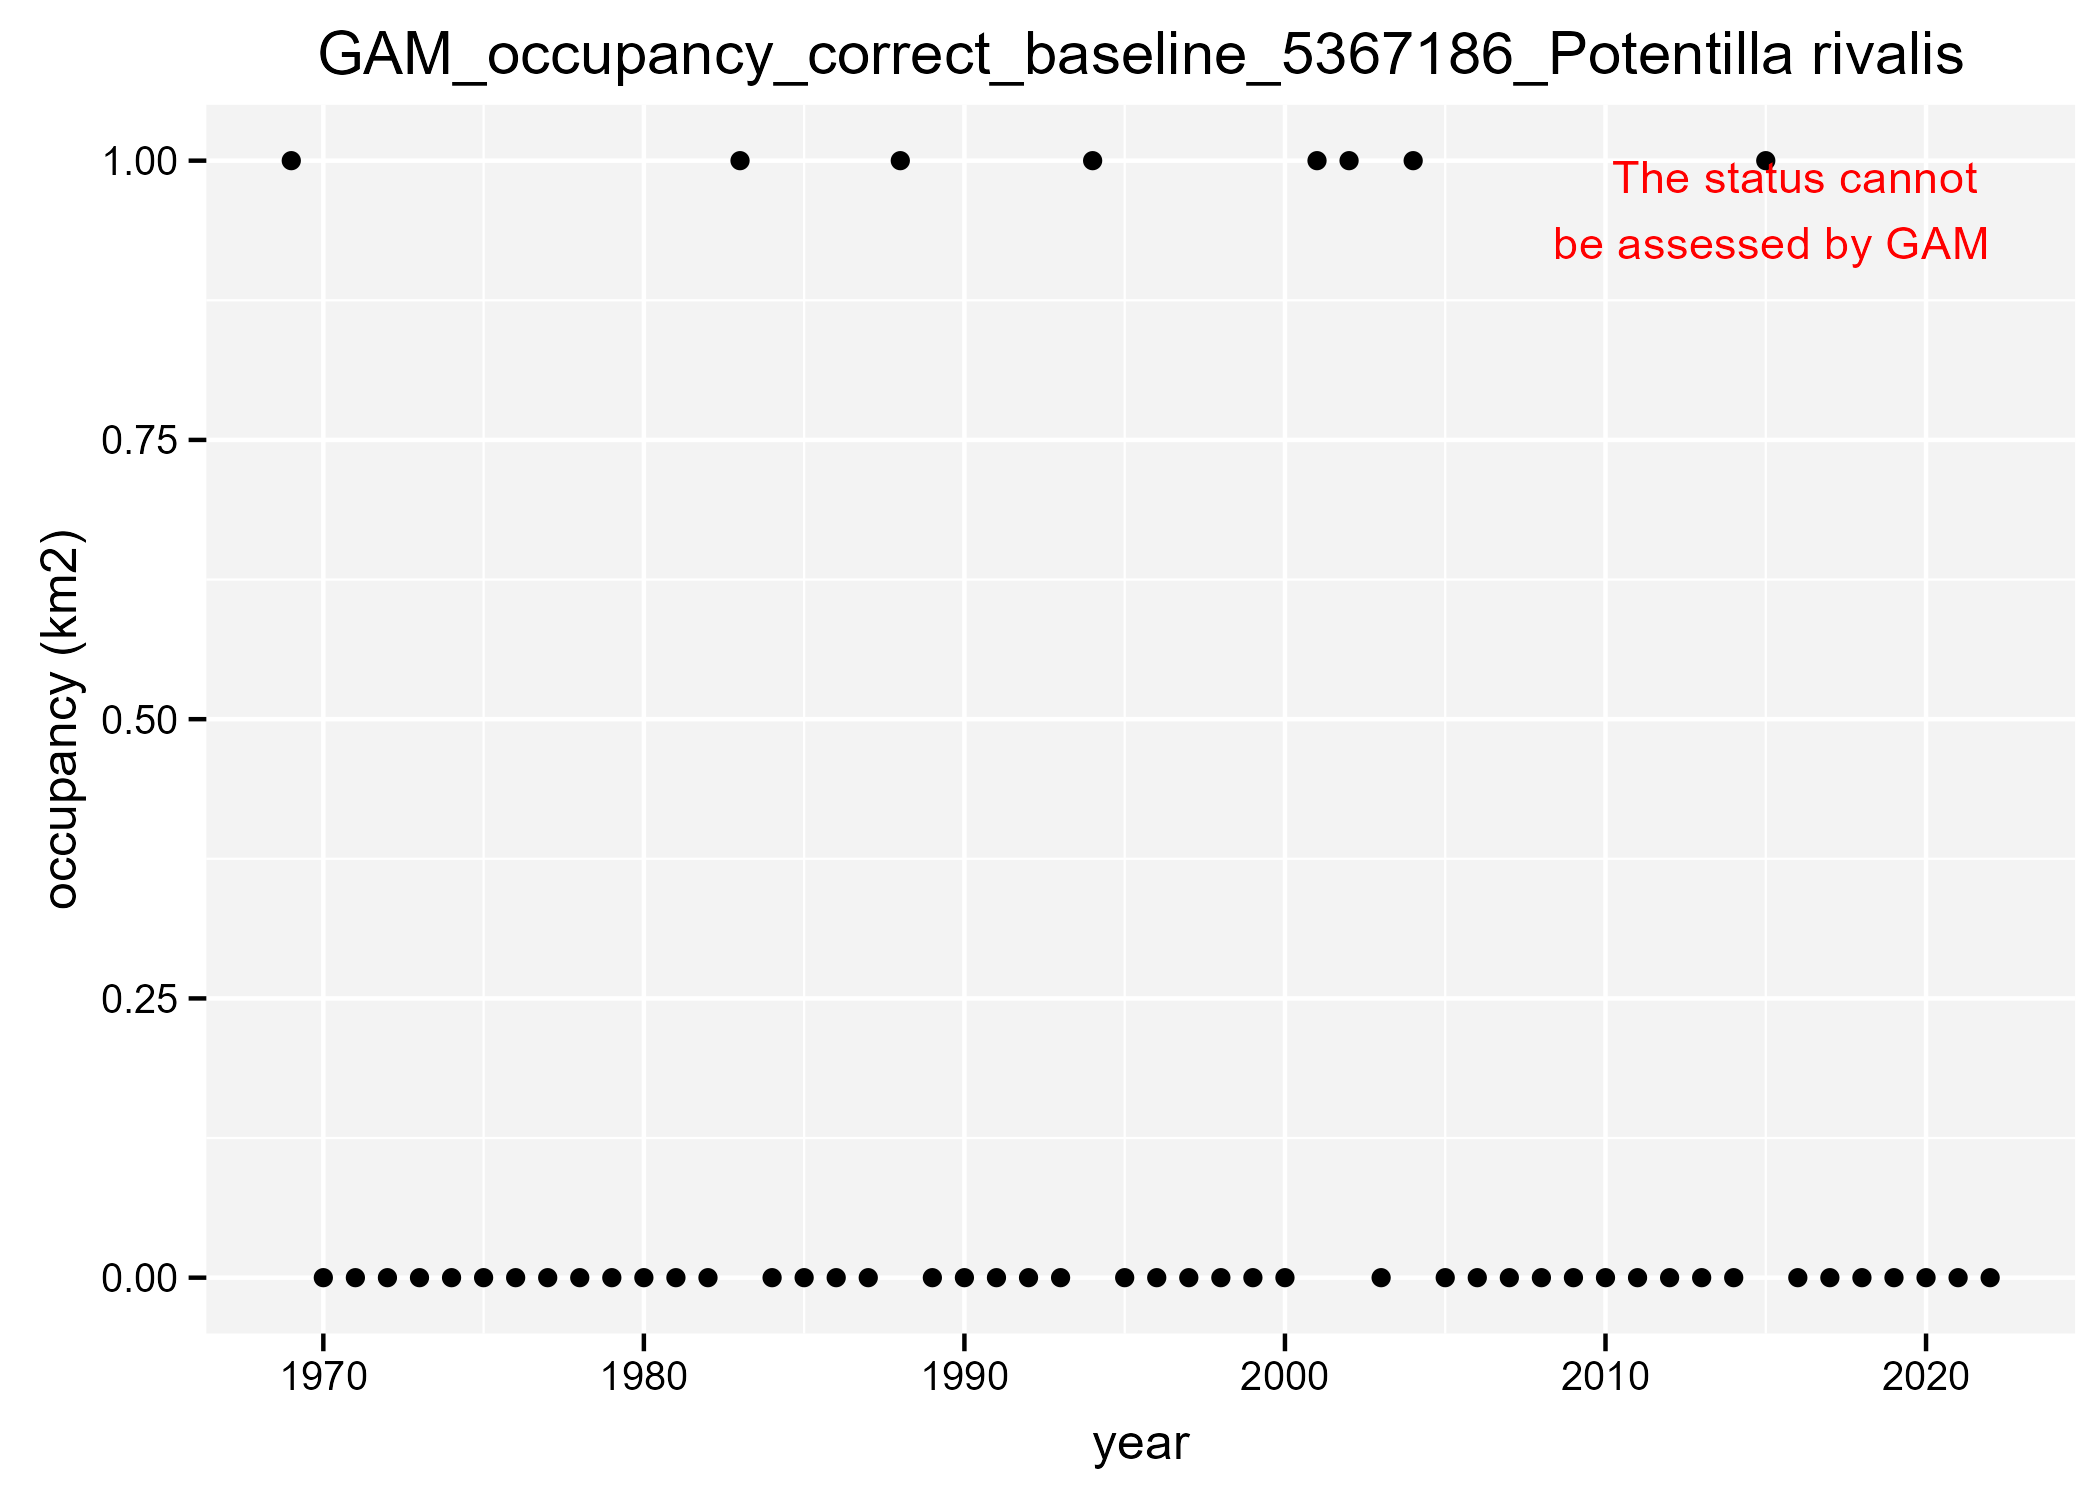 GAM_occupancy_correct_baseline_5367186_Potentilla rivalis
1.00
The status cannot
be assessed by GAM
0.75
occupancy (km2)
0.50
0.25
0.00
1970 1980 1990 2000 2010 2020
year